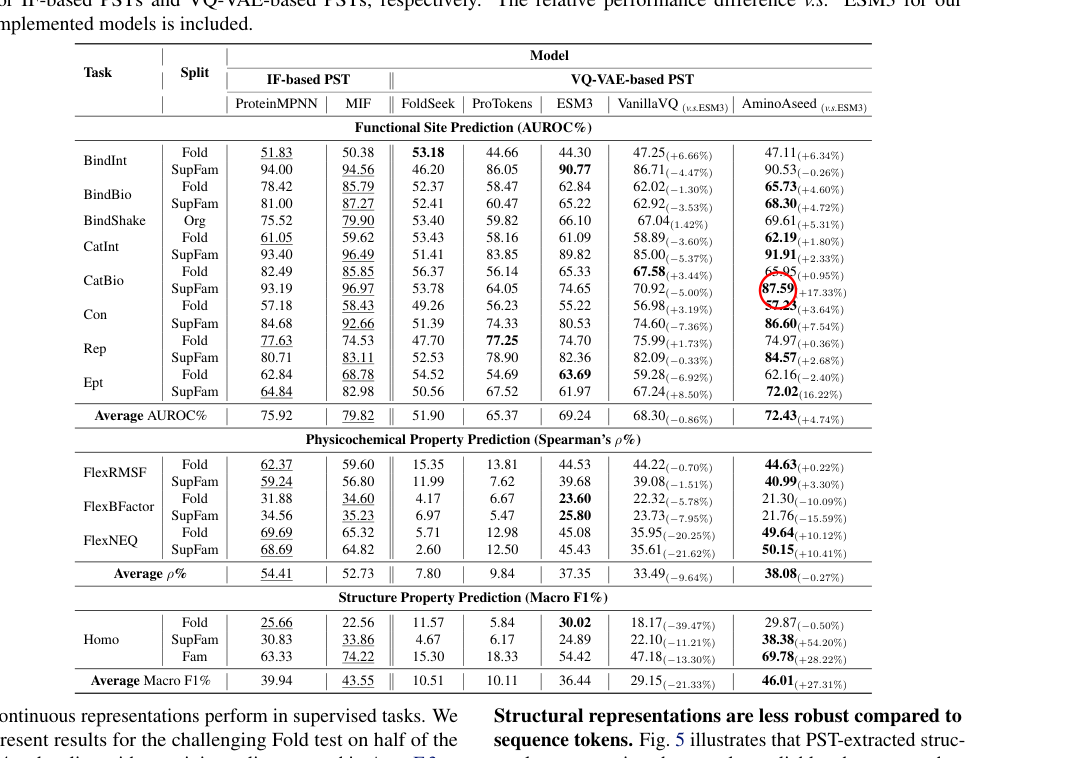 or IF-based PSTs and VQ-VAE-based PSTs, respectively. The relative performance difference v.s. ESM3 for our
mplemented models is included.
Task Split Model
IF-based PST VQ-VAE-based PST
ProteinMPNN MIF FoldSeek ProTokens ESM3 VanillaVQ (v.s.ESM3) AminoAseed (v.s.ESM3)
Functional Site Prediction (AUROC%)
BindInt Fold 51.83 50.38 53.18 44.66 44.30 47.25(+6.66%) 47.11(+6.34%)
SupFam 94.00 94.56 46.20 86.05 90.77 86.71(−4.47%) 90.53(−0.26%)
BindBio Fold 78.42 85.79 52.37 58.47 62.84 62.02(−1.30%) 65.73(+4.60%)
SupFam 81.00 87.27 52.41 60.47 65.22 62.92(−3.53%) 68.30(+4.72%)
BindShake Org 75.52 79.90 53.40 59.82 66.10 67.04(1.42%) 69.61(+5.31%)
CatInt Fold 61.05 59.62 53.43 58.16 61.09 58.89(−3.60%) 62.19(+1.80%)
SupFam 93.40 96.49 51.41 83.85 89.82 85.00(−5.37%) 91.91(+2.33%)
CatBio Fold 82.49 85.85 56.37 56.14 65.33 67.58(+3.44%) 65.95(+0.95%)
SupFam 93.19 96.97 53.78 64.05 74.65 70.92(−5.00%) 87.59(+17.33%)
Con Fold 57.18 58.43 49.26 56.23 55.22 56.98(+3.19%) 57.23(+3.64%)
SupFam 84.68 92.66 51.39 74.33 80.53 74.60(−7.36%) 86.60(+7.54%)
Rep Fold 77.63 74.53 47.70 77.25 74.70 75.99(+1.73%) 74.97(+0.36%)
SupFam 80.71 83.11 52.53 78.90 82.36 82.09(−0.33%) 84.57(+2.68%)
Ept Fold 62.84 68.78 54.52 54.69 63.69 59.28(−6.92%) 62.16(−2.40%)
SupFam 64.84 82.98 50.56 67.52 61.97 67.24(+8.50%) 72.02(16.22%)
Average AUROC% 75.92 79.82 51.90 65.37 69.24 68.30(−0.86%) 72.43(+4.74%)
Physicochemical Property Prediction (Spearman's ρ%)
FlexRMSF Fold 62.37 59.60 15.35 13.81 44.53 44.22(−0.70%) 44.63(+0.22%)
SupFam 59.24 56.80 11.99 7.62 39.68 39.08(−1.51%) 40.99(+3.30%)
FlexBFactor Fold 31.88 34.60 4.17 6.67 23.60 22.32(−5.78%) 21.30(−10.09%)
SupFam 34.56 35.23 6.97 5.47 25.80 23.73(−7.95%) 21.76(−15.59%)
FlexNEQ Fold 69.69 65.32 5.71 12.98 45.08 35.95(−20.25%) 49.64(+10.12%)
SupFam 68.69 64.82 2.60 12.50 45.43 35.61(−21.62%) 50.15(+10.41%)
Average ρ% 54.41 52.73 7.80 9.84 37.35 33.49(−9.64%) 38.08(−0.27%)
Structure Property Prediction (Macro F1%)
Homo Fold 25.66 22.56 11.57 5.84 30.02 18.17(−39.47%) 29.87(−0.50%)
SupFam 30.83 33.86 4.67 6.17 24.89 22.10(−11.21%) 38.38(+54.20%)
Fam 63.33 74.22 15.30 18.33 54.42 47.18(−13.30%) 69.78(+28.22%)
Average Macro F1% 39.94 43.55 10.51 10.11 36.44 29.15(−21.33%) 46.01(+27.31%)
ontinuous representations perform in supervised tasks. We
resent results for the challenging Fold test on half of the
Structural representations are less robust compared to
sequence tokens. Fig. 5 illustrates that PST-extracted struc-